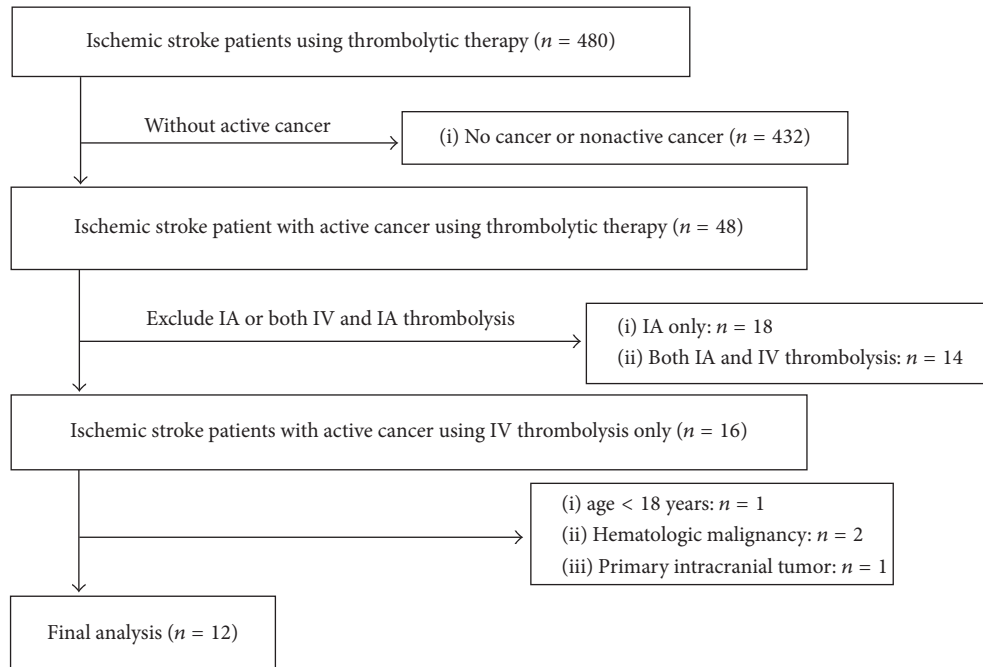 Ischemic stroke patients using thrombolytic therapy (n = 480)
Without active cancer
(i) No cancer or nonactive cancer (n = 432)
Ischemic stroke patient with active cancer using thrombolytic therapy (n = 48)
Exclude IA or both IV and IA thrombolysis
(i) IA only: n = 18
(ii) Both IA and IV thrombolysis: n = 14
Ischemic stroke patients with active cancer using IV thrombolysis only (n = 16)
(i) age < 18 years: n = 1
(ii) Hematologic malignancy: n = 2
(iii) Primary intracranial tumor: n = 1
Final analysis (n = 12)